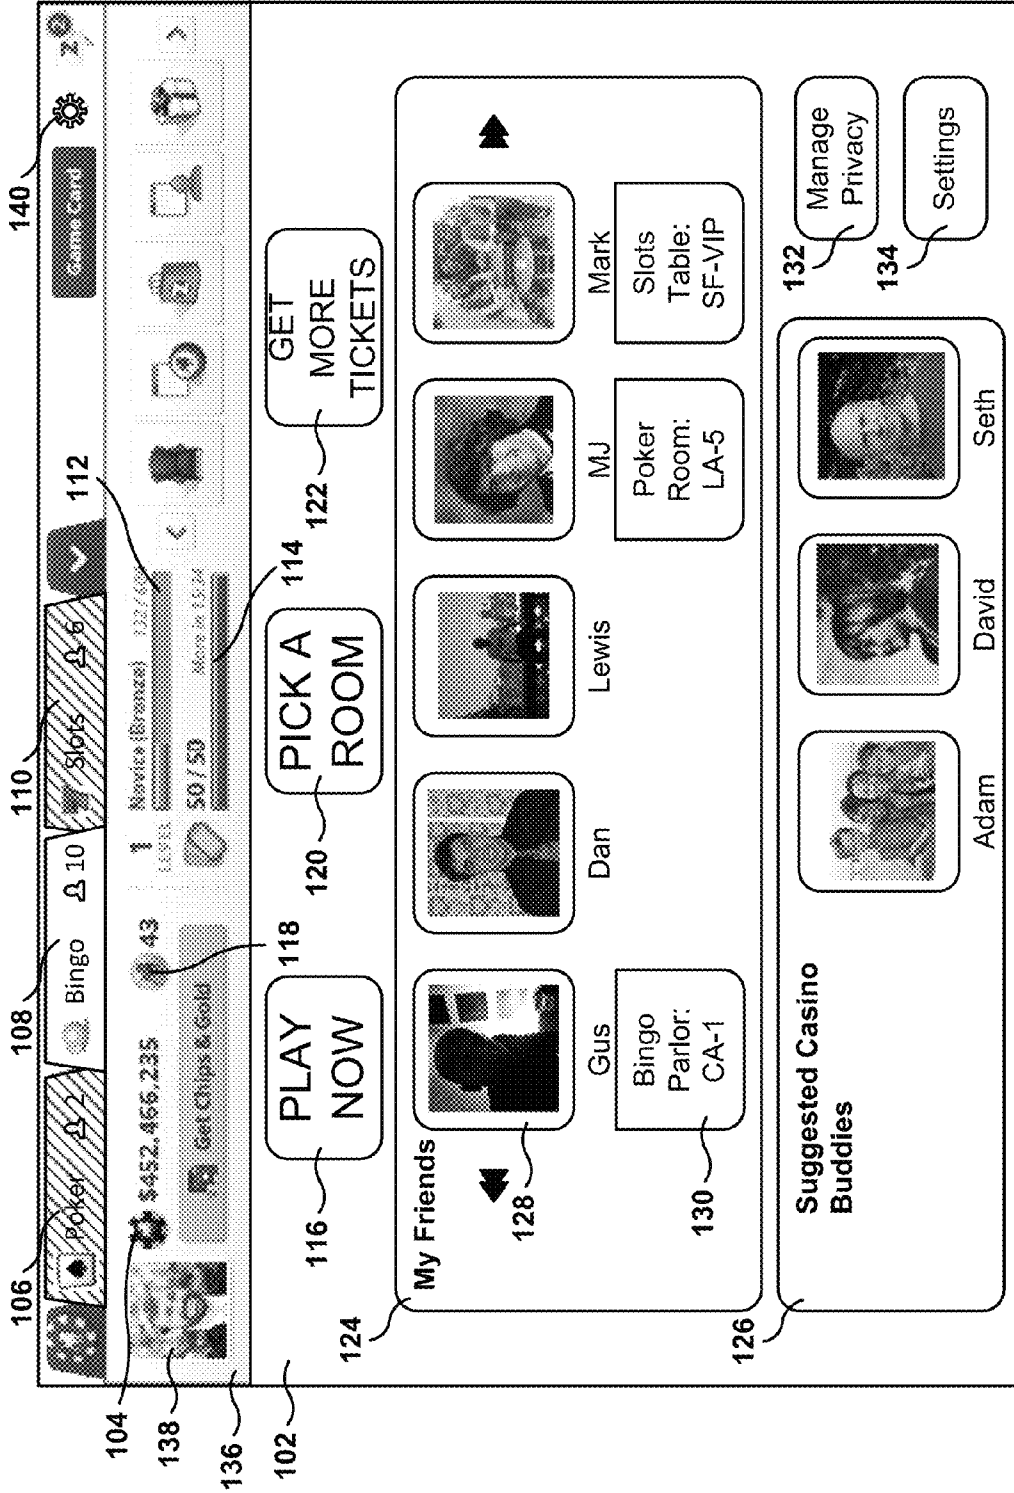 106
108
110
112
140
Poker 2
Bingo 10
Slots 6
Game Card
104
$452,466,235
43
1
LEVEL
Novice (Bronze)
138
Get Chips & Gold
50 / 50
More in
136
118
114
102
116
PLAY
NOW
120
PICK A
ROOM
122
GET
MORE
TICKETS
124
My Friends
128
Gus
Dan
Lewis
MJ
Mark
130
Bingo
Parlor:
CA-1
Poker
Room:
LA-5
Slots
Table:
SF-VIP
126
Suggested Casino
Buddies
Adam
David
Seth
132
Manage
Privacy
134
Settings